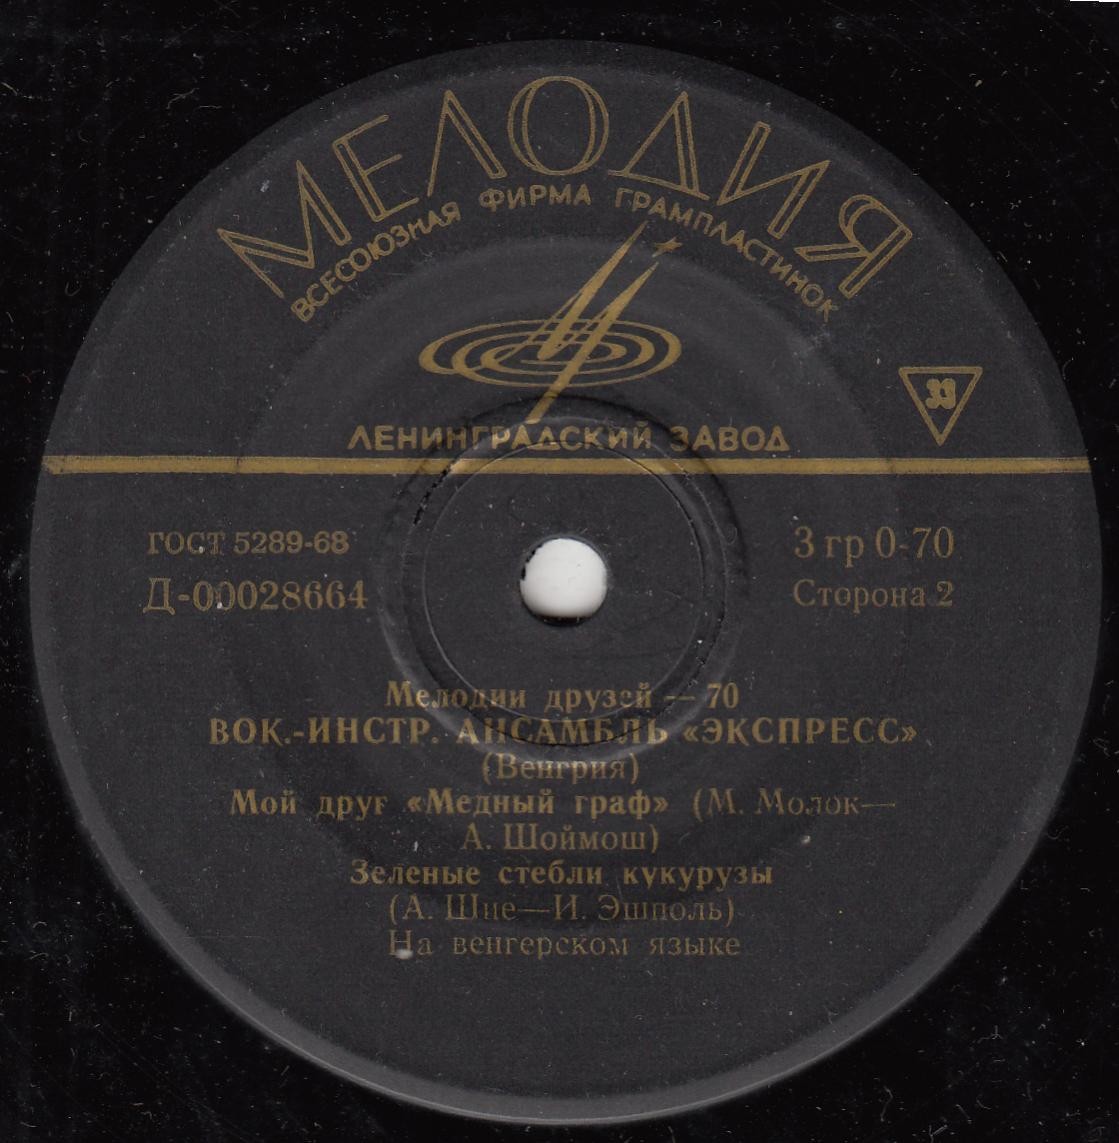 МЕЛОДИЯ
ВСЕСОЮЗНАЯ ФИРМА ГРАМПЛАСТИНОК
33
ЛЕНИНГРАДСКИЙ ЗАВОД
ГОСТ 5289-68
3 гр 0-70
Д-00028664
Сторона 2
Мелодии друзей — 70
ВОК.-ИНСТР. АНСАМБЛЬ «ЭКСПРЕСС»
(Венгрия)
Мой друг «Медный граф» (М. Молок—
А. Шоймош)
Зеленые стебли кукурузы
(А. Шие—И. Эшполь)
На венгерском языке